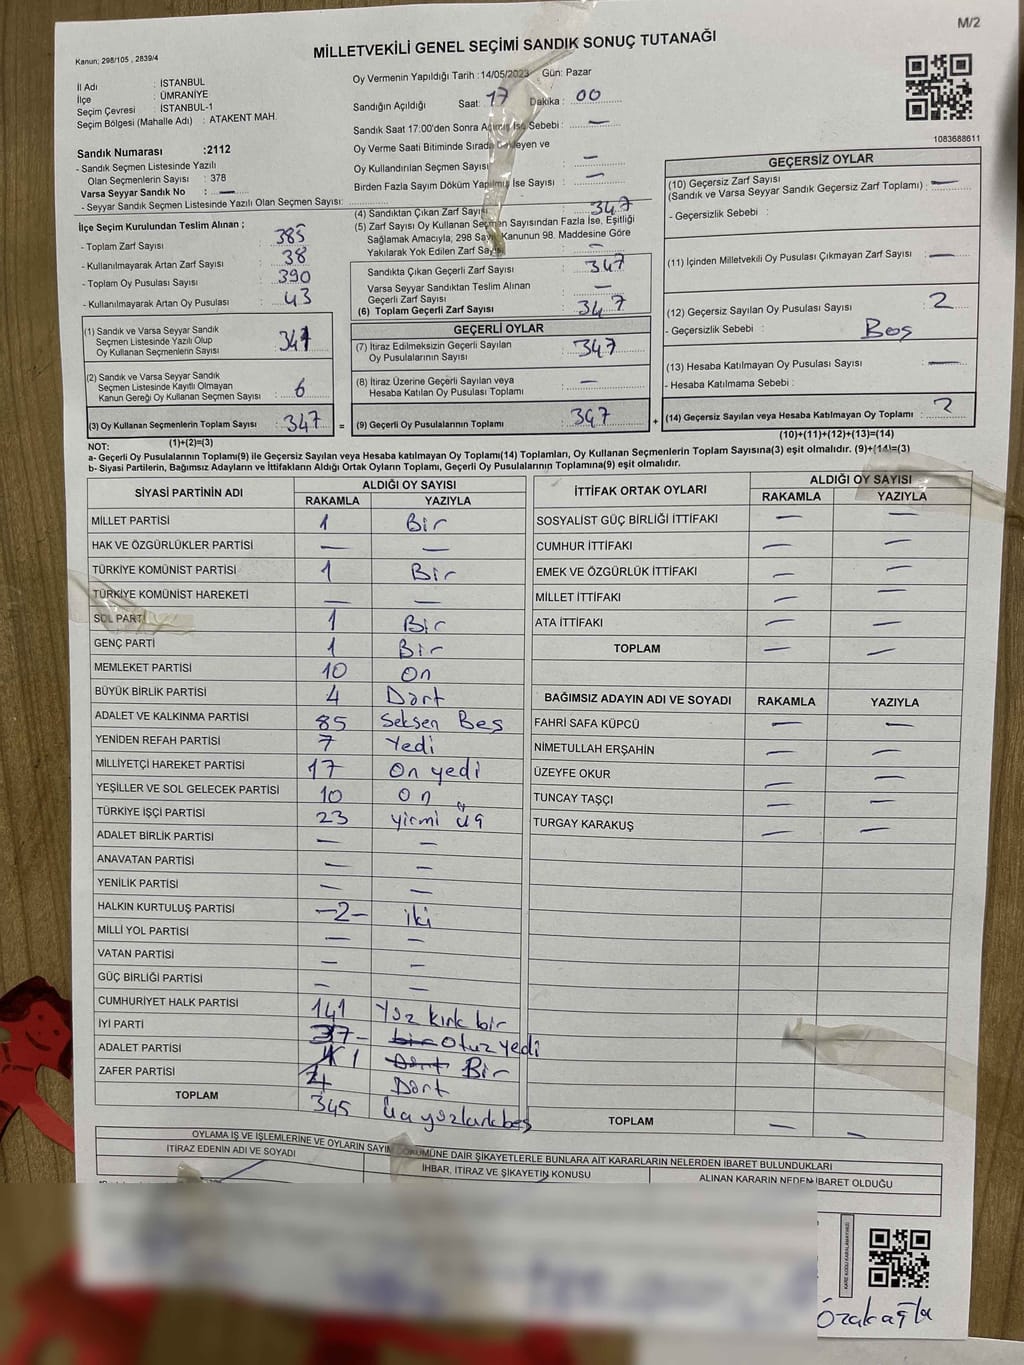 M/2
MİLLETVEKİLİ GENEL SEÇİMİ SANDIK SONUÇ TUTANAĞI
Kanun; 298/105 , 2839/4
İl Adı : İSTANBUL
İlçe : ÜMRANİYE
Seçim Çevresi : İSTANBUL-1
Seçim Bölgesi (Mahalle Adı) : ATAKENT MAH.
Sandık Numarası :2112
- Sandık Seçmen Listesinde Yazılı
Olan Seçmenlerin Sayısı : 378
Varsa Seyyar Sandık No : —
- Seyyar Sandık Seçmen Listesinde Yazılı Olan Seçmen Sayısı:
İlçe Seçim Kurulundan Teslim Alınan ;
- Toplam Zarf Sayısı : 385
- Kullanılmayarak Artan Zarf Sayısı : 38
- Toplam Oy Pusulası Sayısı : 390
- Kullanılmayarak Artan Oy Pusulası : 43
(1) Sandık ve Varsa Seyyar Sandık
Seçmen Listesinde Yazılı Olup
Oy Kullanan Seçmenlerin Sayısı : 341
(2) Sandık ve Varsa Seyyar Sandık
Seçmen Listesinde Kayıtlı Olmayan
Kanun Gereği Oy Kullanan Seçmen Sayısı : 6
(3) Oy Kullanan Seçmenlerin Toplam Sayısı : 347 =
(1)+(2)=(3)
Oy Vermenin Yapıldığı Tarih :14/05/2023 Gün: Pazar
Sandığın Açıldığı Saat: 17 Dakika : 00
Sandık Saat 17:00'den Sonra Açılmış İse Sebebi : —
Oy Verme Saati Bitiminde Sırada Bekleyen ve
Oy Kullandırılan Seçmen Sayısı : —
Birden Fazla Sayım Döküm Yapılmış İse Sayısı : —
(4) Sandıktan Çıkan Zarf Sayısı : 347
(5) Zarf Sayısı Oy Kullanan Seçmen Sayısından Fazla İse, Eşitliği
Sağlamak Amacıyla, 298 Sayılı Kanunun 98. Maddesine Göre
Yakılarak Yok Edilen Zarf Sayısı : —
Sandıkta Çıkan Geçerli Zarf Sayısı : 347
Varsa Seyyar Sandıktan Teslim Alınan
Geçerli Zarf Sayısı : —
(6) Toplam Geçerli Zarf Sayısı : 347
GEÇERLİ OYLAR
(7) İtiraz Edilmeksizin Geçerli Sayılan
Oy Pusulalarının Sayısı : 347
(8) İtiraz Üzerine Geçerli Sayılan veya
Hesaba Katılan Oy Pusulası Toplamı : —
(9) Geçerli Oy Pusulalarının Toplamı : 347 +
1083688611
GEÇERSİZ OYLAR
(10) Geçersiz Zarf Sayısı
(Sandık ve Varsa Seyyar Sandık Geçersiz Zarf Toplamı) : —
- Geçersizlik Sebebi :
(11) İçinden Milletvekili Oy Pusulası Çıkmayan Zarf Sayısı : —
(12) Geçersiz Sayılan Oy Pusulası Sayısı : 2
- Geçersizlik Sebebi : Boş
(13) Hesaba Katılmayan Oy Pusulası Sayısı : —
- Hesaba Katılmama Sebebi :
(14) Geçersiz Sayılan veya Hesaba Katılmayan Oy Toplamı : 2
(10)+(11)+(12)+(13)=(14)
NOT:
a- Geçerli Oy Pusulasının Toplamı(9) ile Geçersiz Sayılan veya Hesaba katılmayan Oy Toplamı(14) Toplamları, Oy Kullanan Seçmenlerin Toplam Sayısına(3) eşit olmalıdır. (9)+(14)=(3)
b- Siyasi Partilerin, Bağımsız Adayların ve İttifakların Aldığı Ortak Oyların Toplamı, Geçerli Oy Pusulalarının Toplamına(9) eşit olmalıdır.
SİYASİ PARTİNİN ADI ALDIĞI OY SAYISI
RAKAMLA YAZIYLA
MİLLET PARTİSİ 1 Bir
HAK VE ÖZGÜRLÜKLER PARTİSİ — —
TÜRKİYE KOMÜNİST PARTİSİ 1 Bir
TÜRKİYE KOMÜNİST HAREKETİ — —
SOL PARTİ 1 Bir
GENÇ PARTİ 1 Bir
MEMLEKET PARTİSİ 10 On
BÜYÜK BİRLİK PARTİSİ 4 Dört
ADALET VE KALKINMA PARTİSİ 85 Seksen Beş
YENİDEN REFAH PARTİSİ 7 Yedi
MİLLİYETÇİ HAREKET PARTİSİ 17 On yedi
YEŞİLLER VE SOL GELECEK PARTİSİ 10 On
TÜRKİYE İŞÇİ PARTİSİ 23 yirmi üç
ADALET BİRLİK PARTİSİ — —
ANAVATAN PARTİSİ — —
YENİLİK PARTİSİ — —
HALKIN KURTULUŞ PARTİSİ —2— iki
MİLLİ YOL PARTİSİ — —
VATAN PARTİSİ — —
GÜÇ BİRLİĞİ PARTİSİ — —
CUMHURİYET HALK PARTİSİ 141 Yüz kırk bir
İYİ PARTİ 37- bir Otuz yedi
ADALET PARTİSİ 1 Dört Bir
ZAFER PARTİSİ 4 Dört
TOPLAM 345 Üç yüz kırk beş
İTTİFAK ORTAK OYLARI ALDIĞI OY SAYISI
RAKAMLA YAZIYLA
SOSYALİST GÜÇ BİRLİĞİ İTTİFAKI — —
CUMHUR İTTİFAKI — —
EMEK VE ÖZGÜRLÜK İTTİFAKI — —
MİLLET İTTİFAKI — —
ATA İTTİFAKI — —
TOPLAM — —
BAĞIMSIZ ADAYIN ADI VE SOYADI RAKAMLA YAZIYLA
FAHRİ SAFA KÜPCÜ — —
NİMETULLAH ERŞAHİN — —
ÜZEYFE OKUR — —
TUNCAY TAŞÇI — —
TURGAY KARAKUŞ — —
TOPLAM — —
OYLAMA İŞ VE İŞLEMLERİNE VE OYLARIN SAYIM DÖKÜMÜNE DAİR ŞİKAYETLERLE BUNLARA AİT KARARLARIN NELERDEN İBARET BULUNDUKLARI
İTİRAZ EDENİN ADI VE SOYADI İHBAR, İTİRAZ VE ŞİKAYETİN KONUSU ALINAN KARARIN NEDEN İBARET OLDUĞU